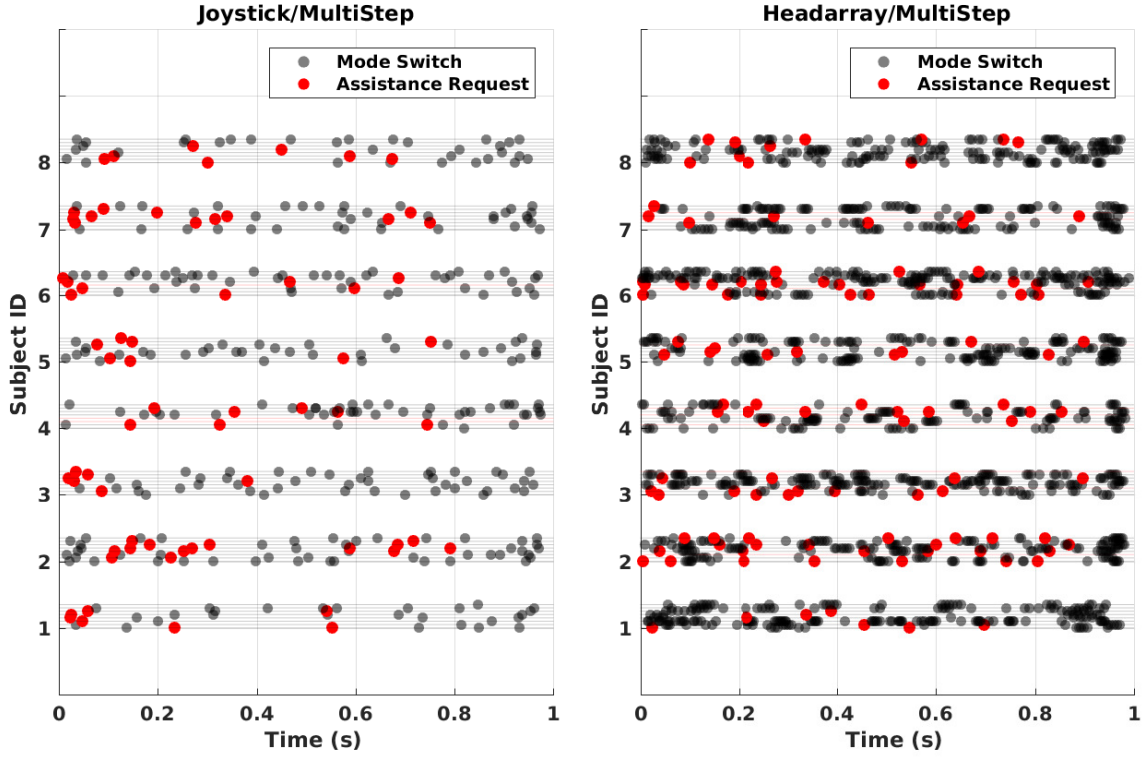 Joystick/MultiStep
Mode Switch
Assistance Request
Subject ID
8
7
6
5
4
3
2
1
0
0.2
0.4
0.6
0.8
1
Time (s)
Headarray/MultiStep
Mode Switch
Assistance Request
Subject ID
8
7
6
5
4
3
2
1
0
0.2
0.4
0.6
0.8
1
Time (s)